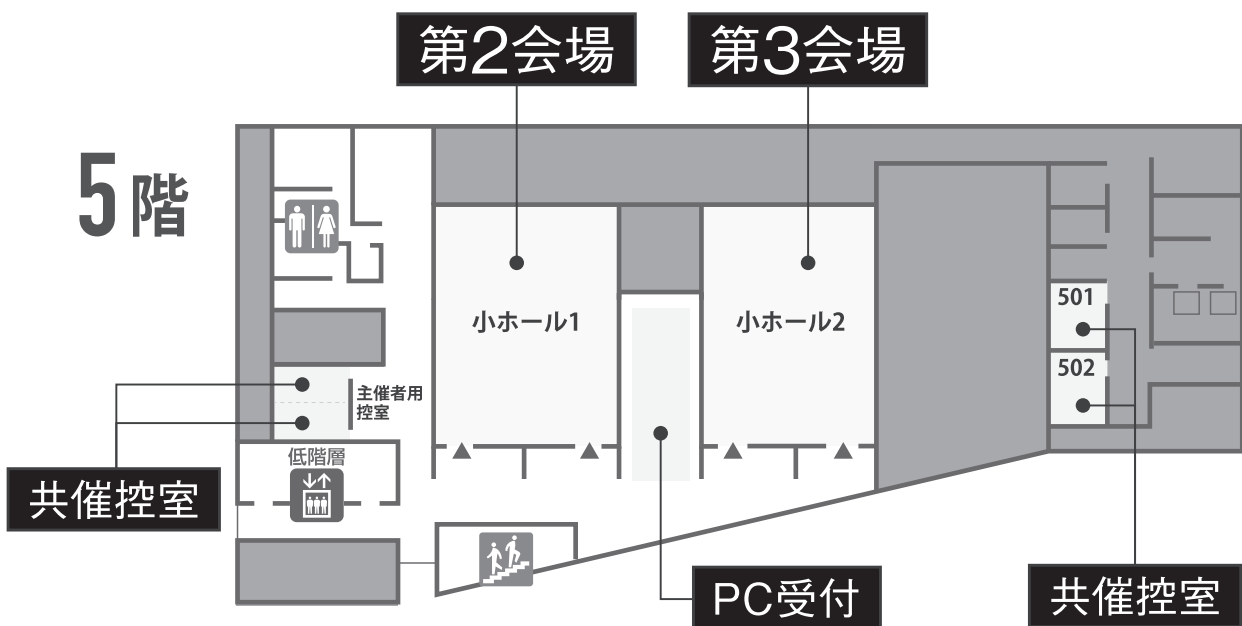 第2会場
第3会場
5階
小ホール1
小ホール2
501
502
主催者用
控室
低階層
共催控室
PC受付
共催控室